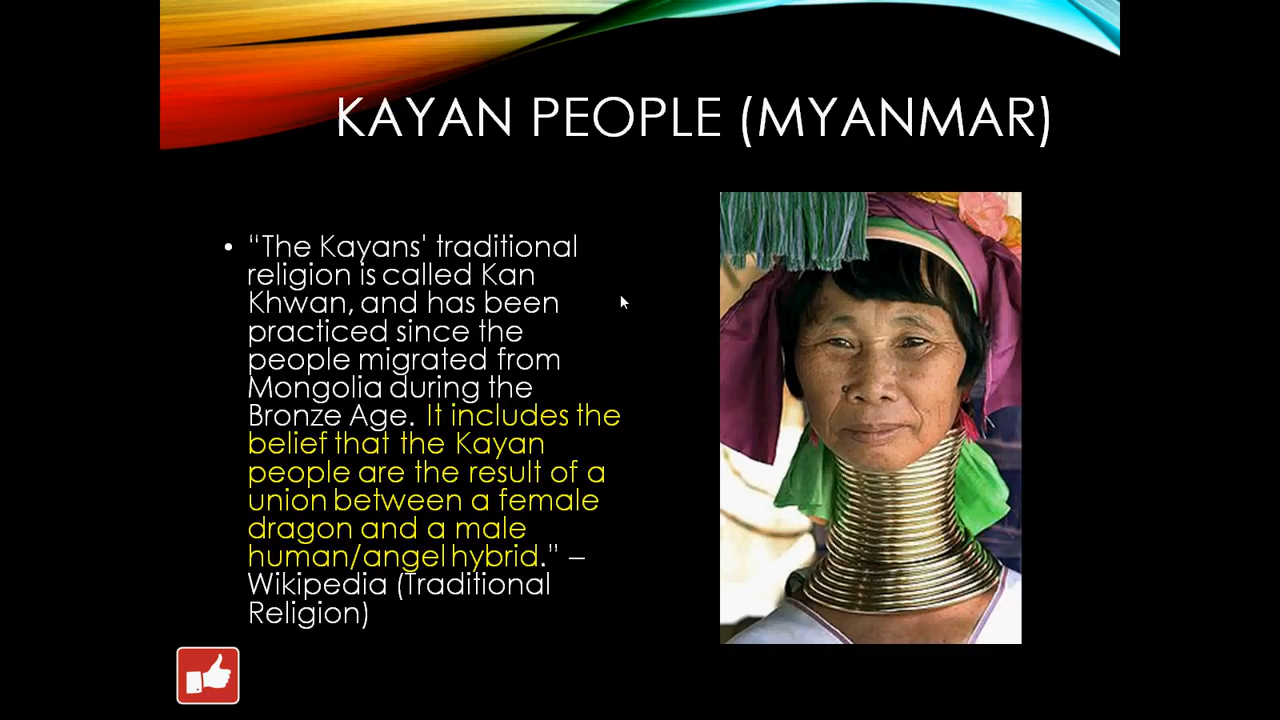 KAYAN PEOPLE (MYANMAR)
• “The Kayans' traditional
religion is called Kan
Khwan, and has been
practiced since the
people migrated from
Mongolia during the
Bronze Age. It includes the
belief that the Kayan
people are the result of a
union between a female
dragon and a male
human/angel hybrid.” –
Wikipedia (Traditional
Religion)